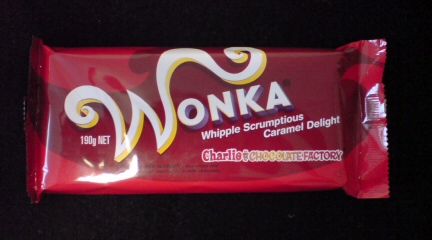 WONKA®
190g NET
Whipple Scrumptious
Caramel Delight
Charlie AND THE CHOCOLATE FACTORY